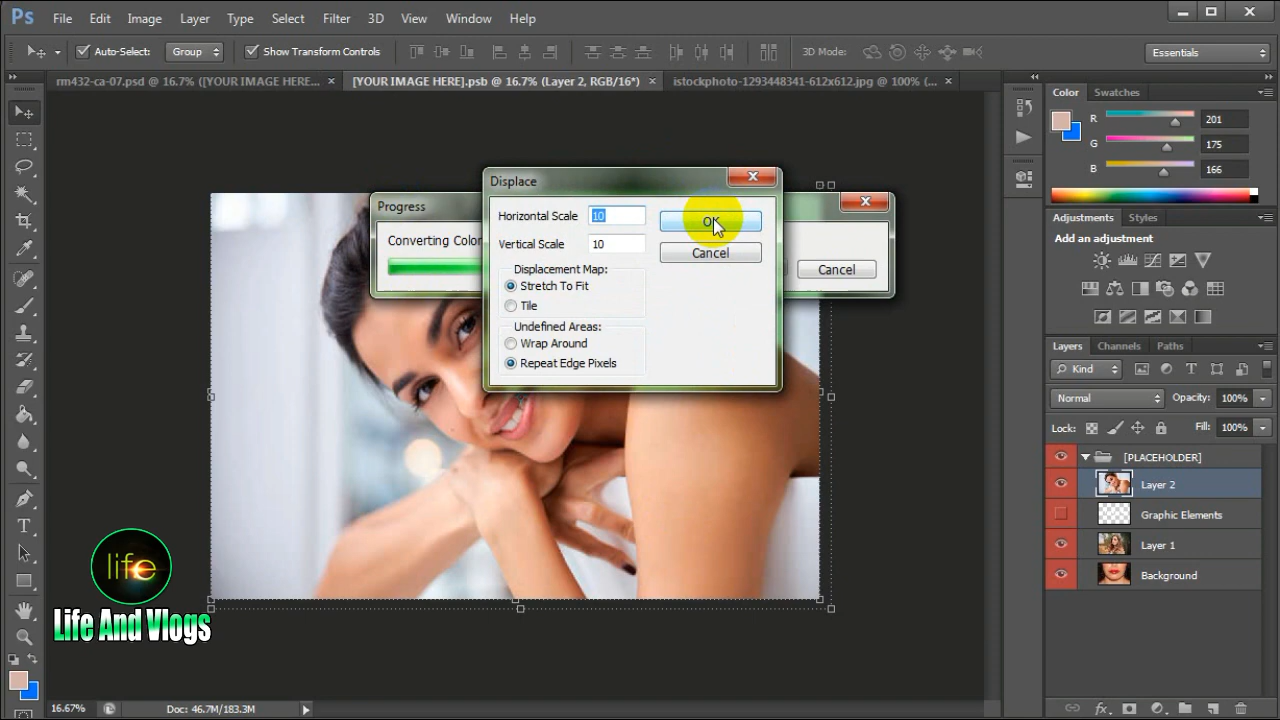 Ps File Edit Image Layer Type Select Filter 3D View Window Help
Auto-Select: Group Show Transform Controls 3D Mode: Essentials
rm432-ca-07.psd @ 16.7% ([YOUR IMAGE HERE... × [YOUR IMAGE HERE].psb @ 16.7% (Layer 2, RGB/16*) × istockphoto-1293448341-612x612.jpg @ 100% (... ×
Color Swatches
R 201
G 175
B 166
Displace
Horizontal Scale 10 OK
Vertical Scale 10 Cancel
Displacement Map:
Stretch To Fit
Tile
Undefined Areas:
Wrap Around
Repeat Edge Pixels
Progress
Converting Color
Cancel
Adjustments Styles
Add an adjustment
Layers Channels Paths
Kind
Normal Opacity: 100%
Lock: Fill: 100%
[PLACEHOLDER]
Layer 2
Graphic Elements
Layer 1
Background
life
Life And Vlogs
16.67% Doc: 46.7M/183.3M